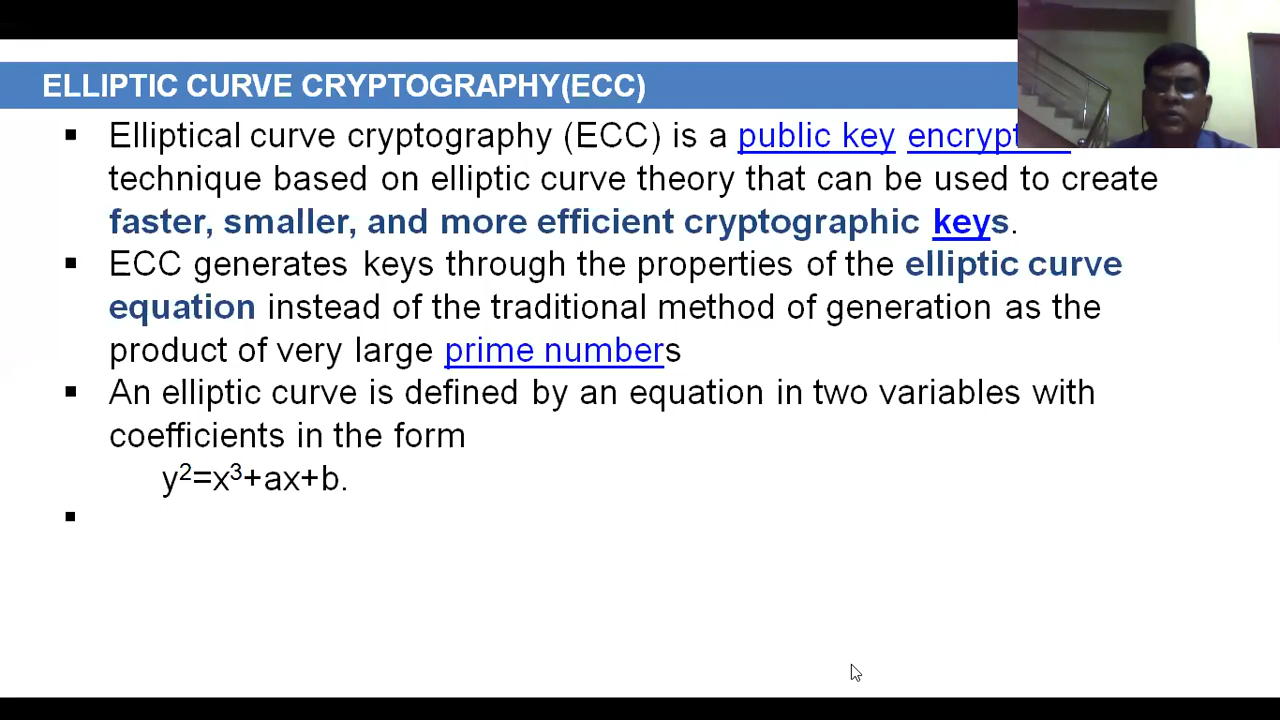 ELLIPTIC CURVE CRYPTOGRAPHY(ECC)
▪ Elliptical curve cryptography (ECC) is a public key
technique based on elliptic curve theory that can be used to create
faster, smaller, and more efficient cryptographic keys.
▪ ECC generates keys through the properties of the elliptic curve
equation instead of the traditional method of generation as the
product of very large prime numbers
▪ An elliptic curve is defined by an equation in two variables with
coefficients in the form
y²=x³+ax+b.
▪